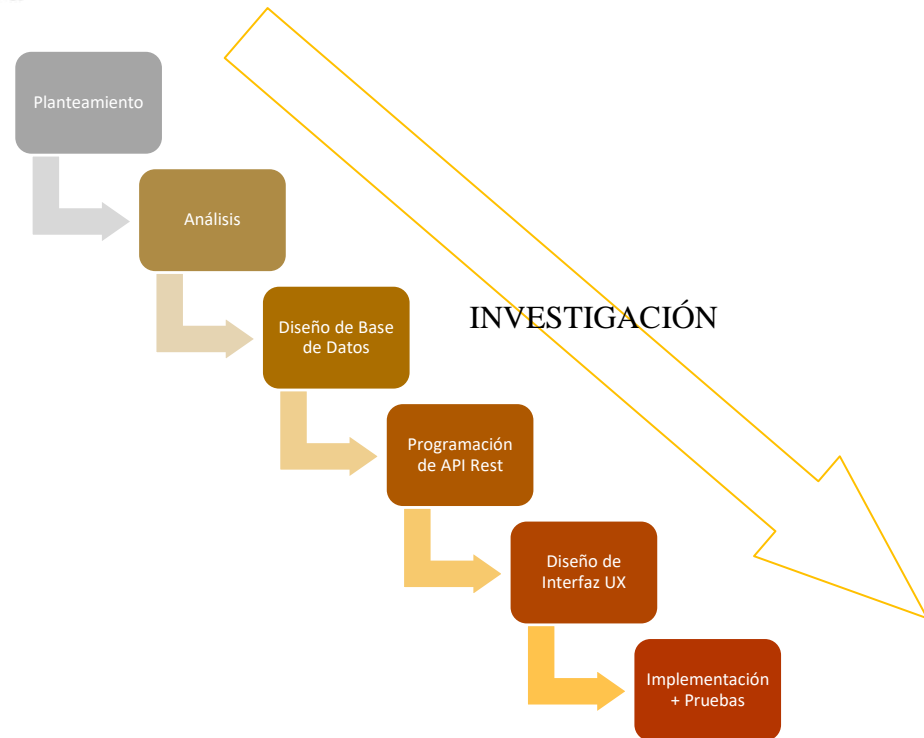 Planteamiento
Análisis
Diseño de Base
de Datos
INVESTIGACIÓN
Programación
de API Rest
Diseño de
Interfaz UX
Implementación
+ Pruebas